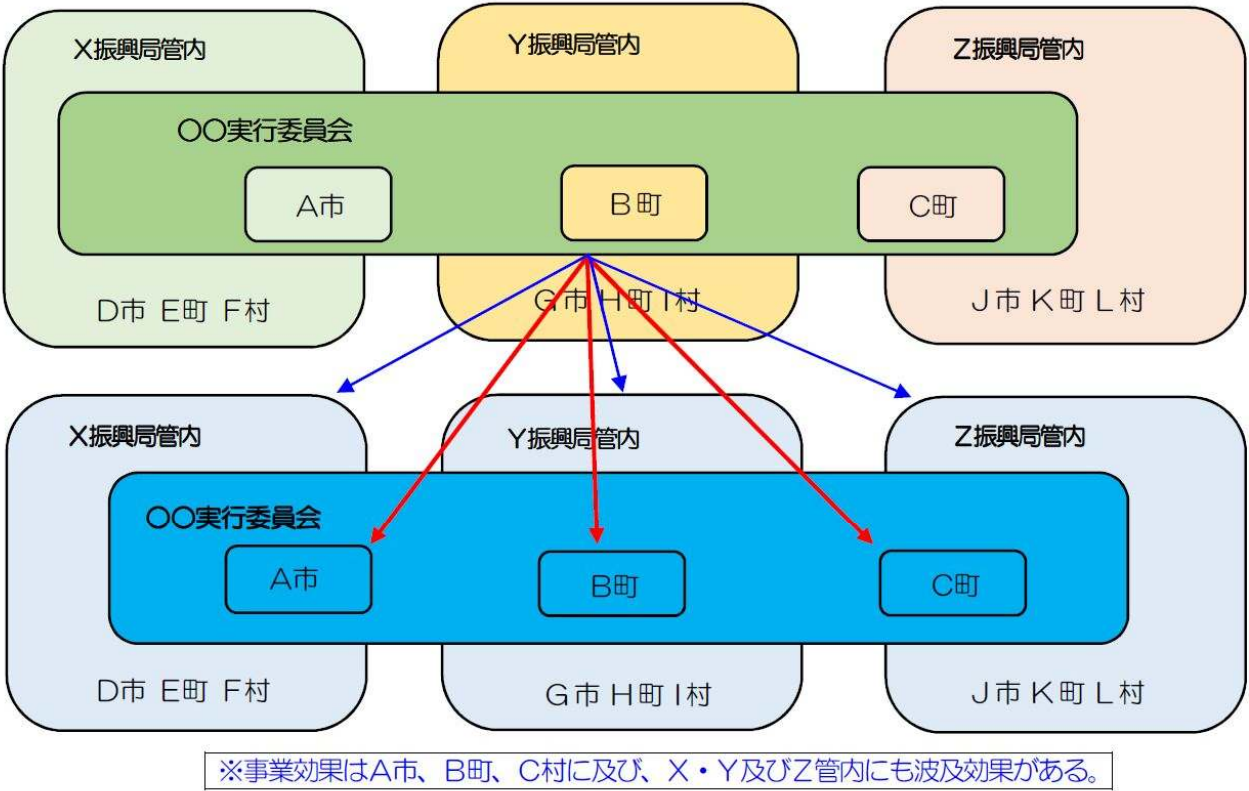 X振興局管内
Y振興局管内
Z振興局管内
〇〇実行委員会
A市
B町
C町
D市 E町 F村
G市 H町 I村
J市 K町 L村
X振興局管内
Y振興局管内
Z振興局管内
〇〇実行委員会
A市
B町
C町
D市 E町 F村
G市 H町 I村
J市 K町 L村
※事業効果はA市、B町、C村に及び、X・Y及びZ管内にも波及効果がある。